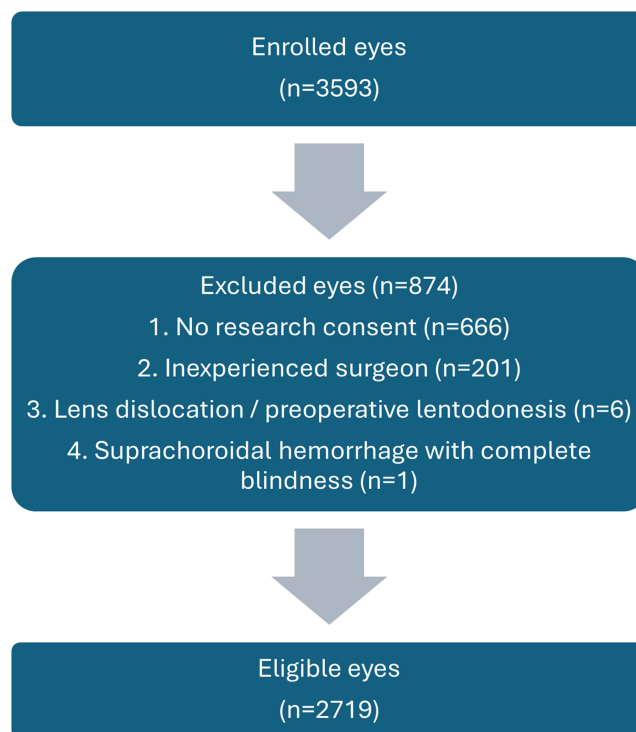 Enrolled eyes
(n=3593)
Excluded eyes (n=874)
1. No research consent (n=666)
2. Inexperienced surgeon (n=201)
3. Lens dislocation / preoperative lentodonesis (n=6)
4. Suprachoroidal hemorrhage with complete
blindness (n=1)
Eligible eyes
(n=2719)